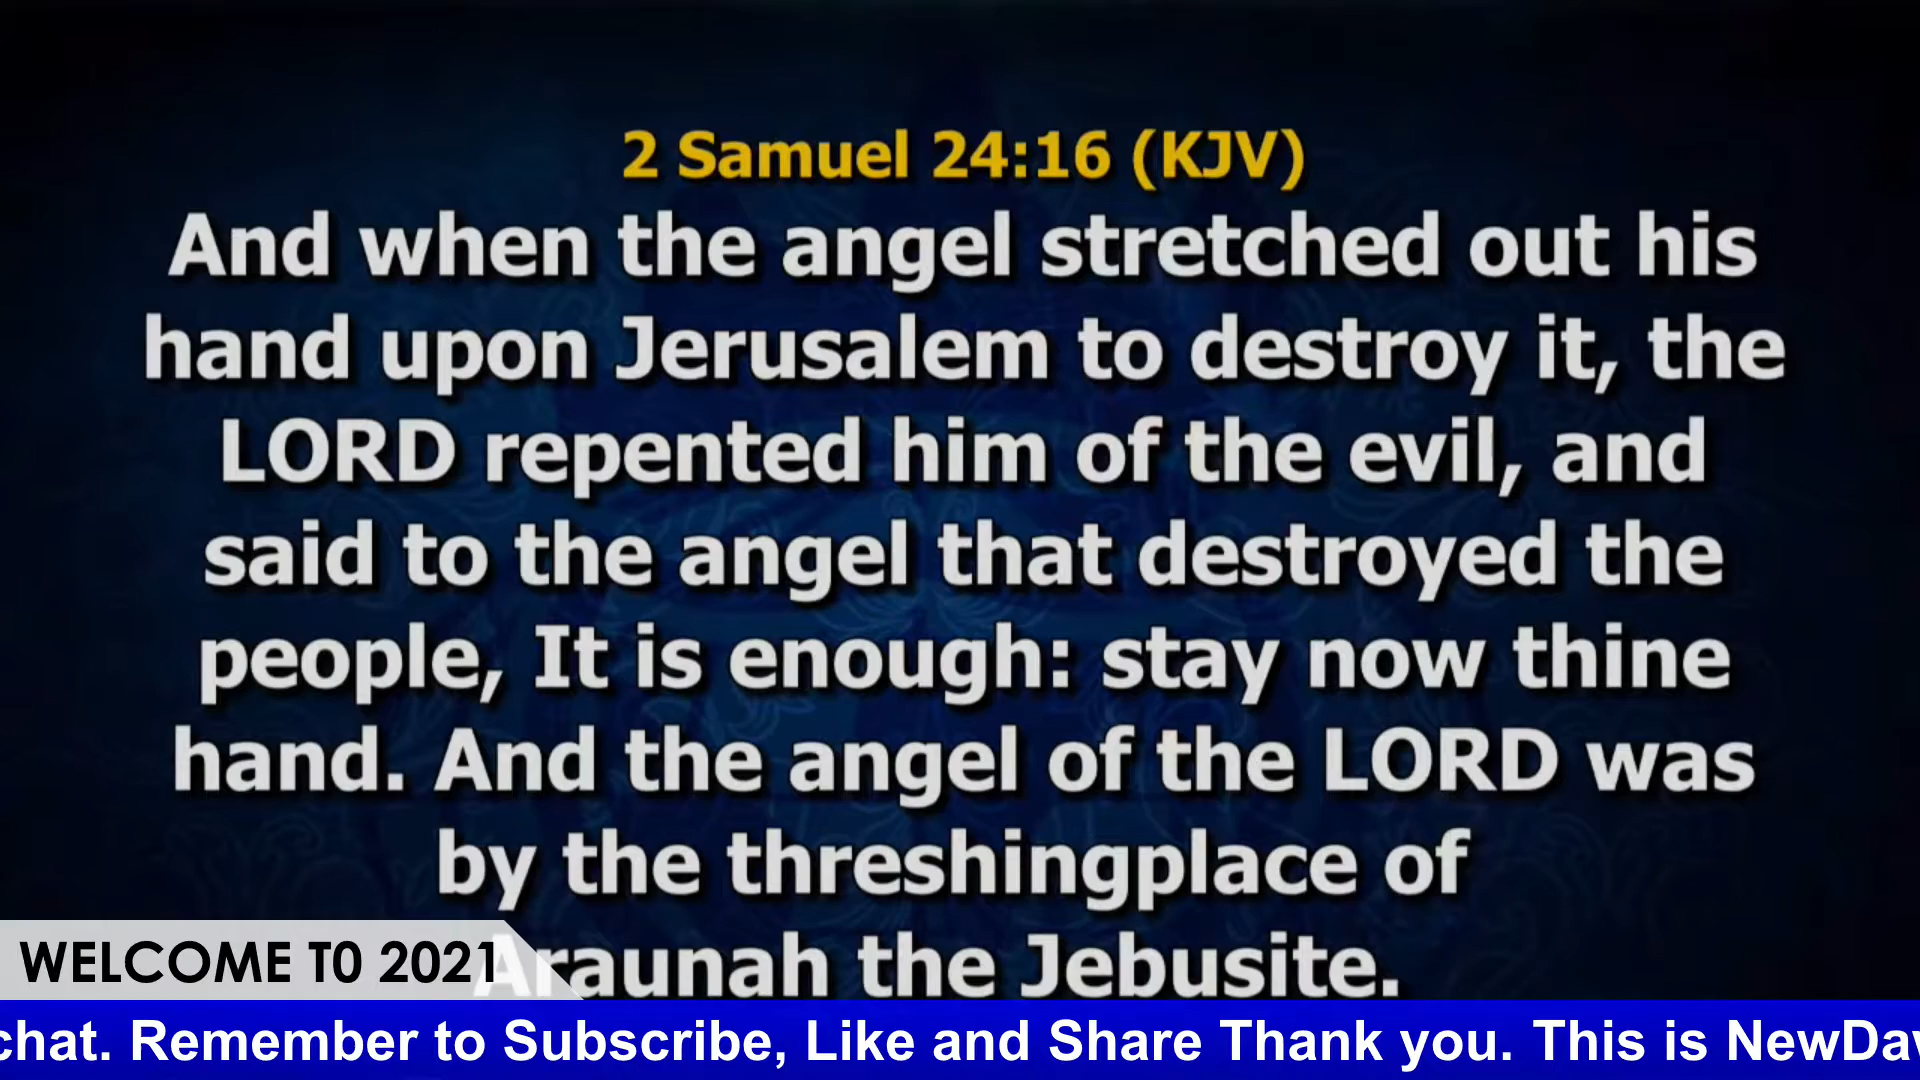 2 Samuel 24:16 (KJV)
And when the angel stretched out his
hand upon Jerusalem to destroy it, the
LORD repented him of the evil, and
said to the angel that destroyed the
people, It is enough: stay now thine
hand. And the angel of the LORD was
by the threshingplace of
Araunah the Jebusite.
WELCOME T0 2021
chat. Remember to Subscribe, Like and Share Thank you. This is NewDaw